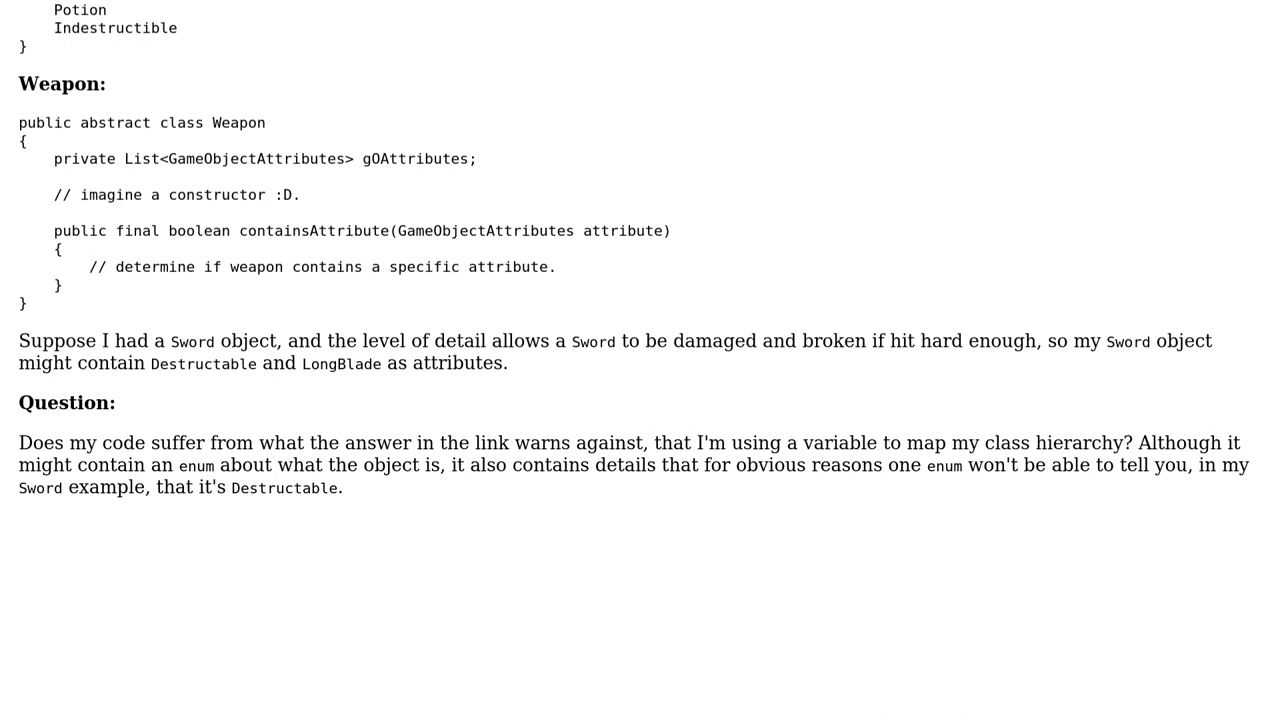 Potion
    Indestructible
}
Weapon:
public abstract class Weapon
{
    private List<GameObjectAttributes> gOAttributes;
    // imagine a constructor :D.
    public final boolean containsAttribute(GameObjectAttributes attribute)
    {
        // determine if weapon contains a specific attribute.
    }
}
Suppose I had a Sword object, and the level of detail allows a Sword to be damaged and broken if hit hard enough, so my Sword object
might contain Destructable and LongBlade as attributes.
Question:
Does my code suffer from what the answer in the link warns against, that I'm using a variable to map my class hierarchy? Although it
might contain an enum about what the object is, it also contains details that for obvious reasons one enum won't be able to tell you, in my
Sword example, that it's Destructable.